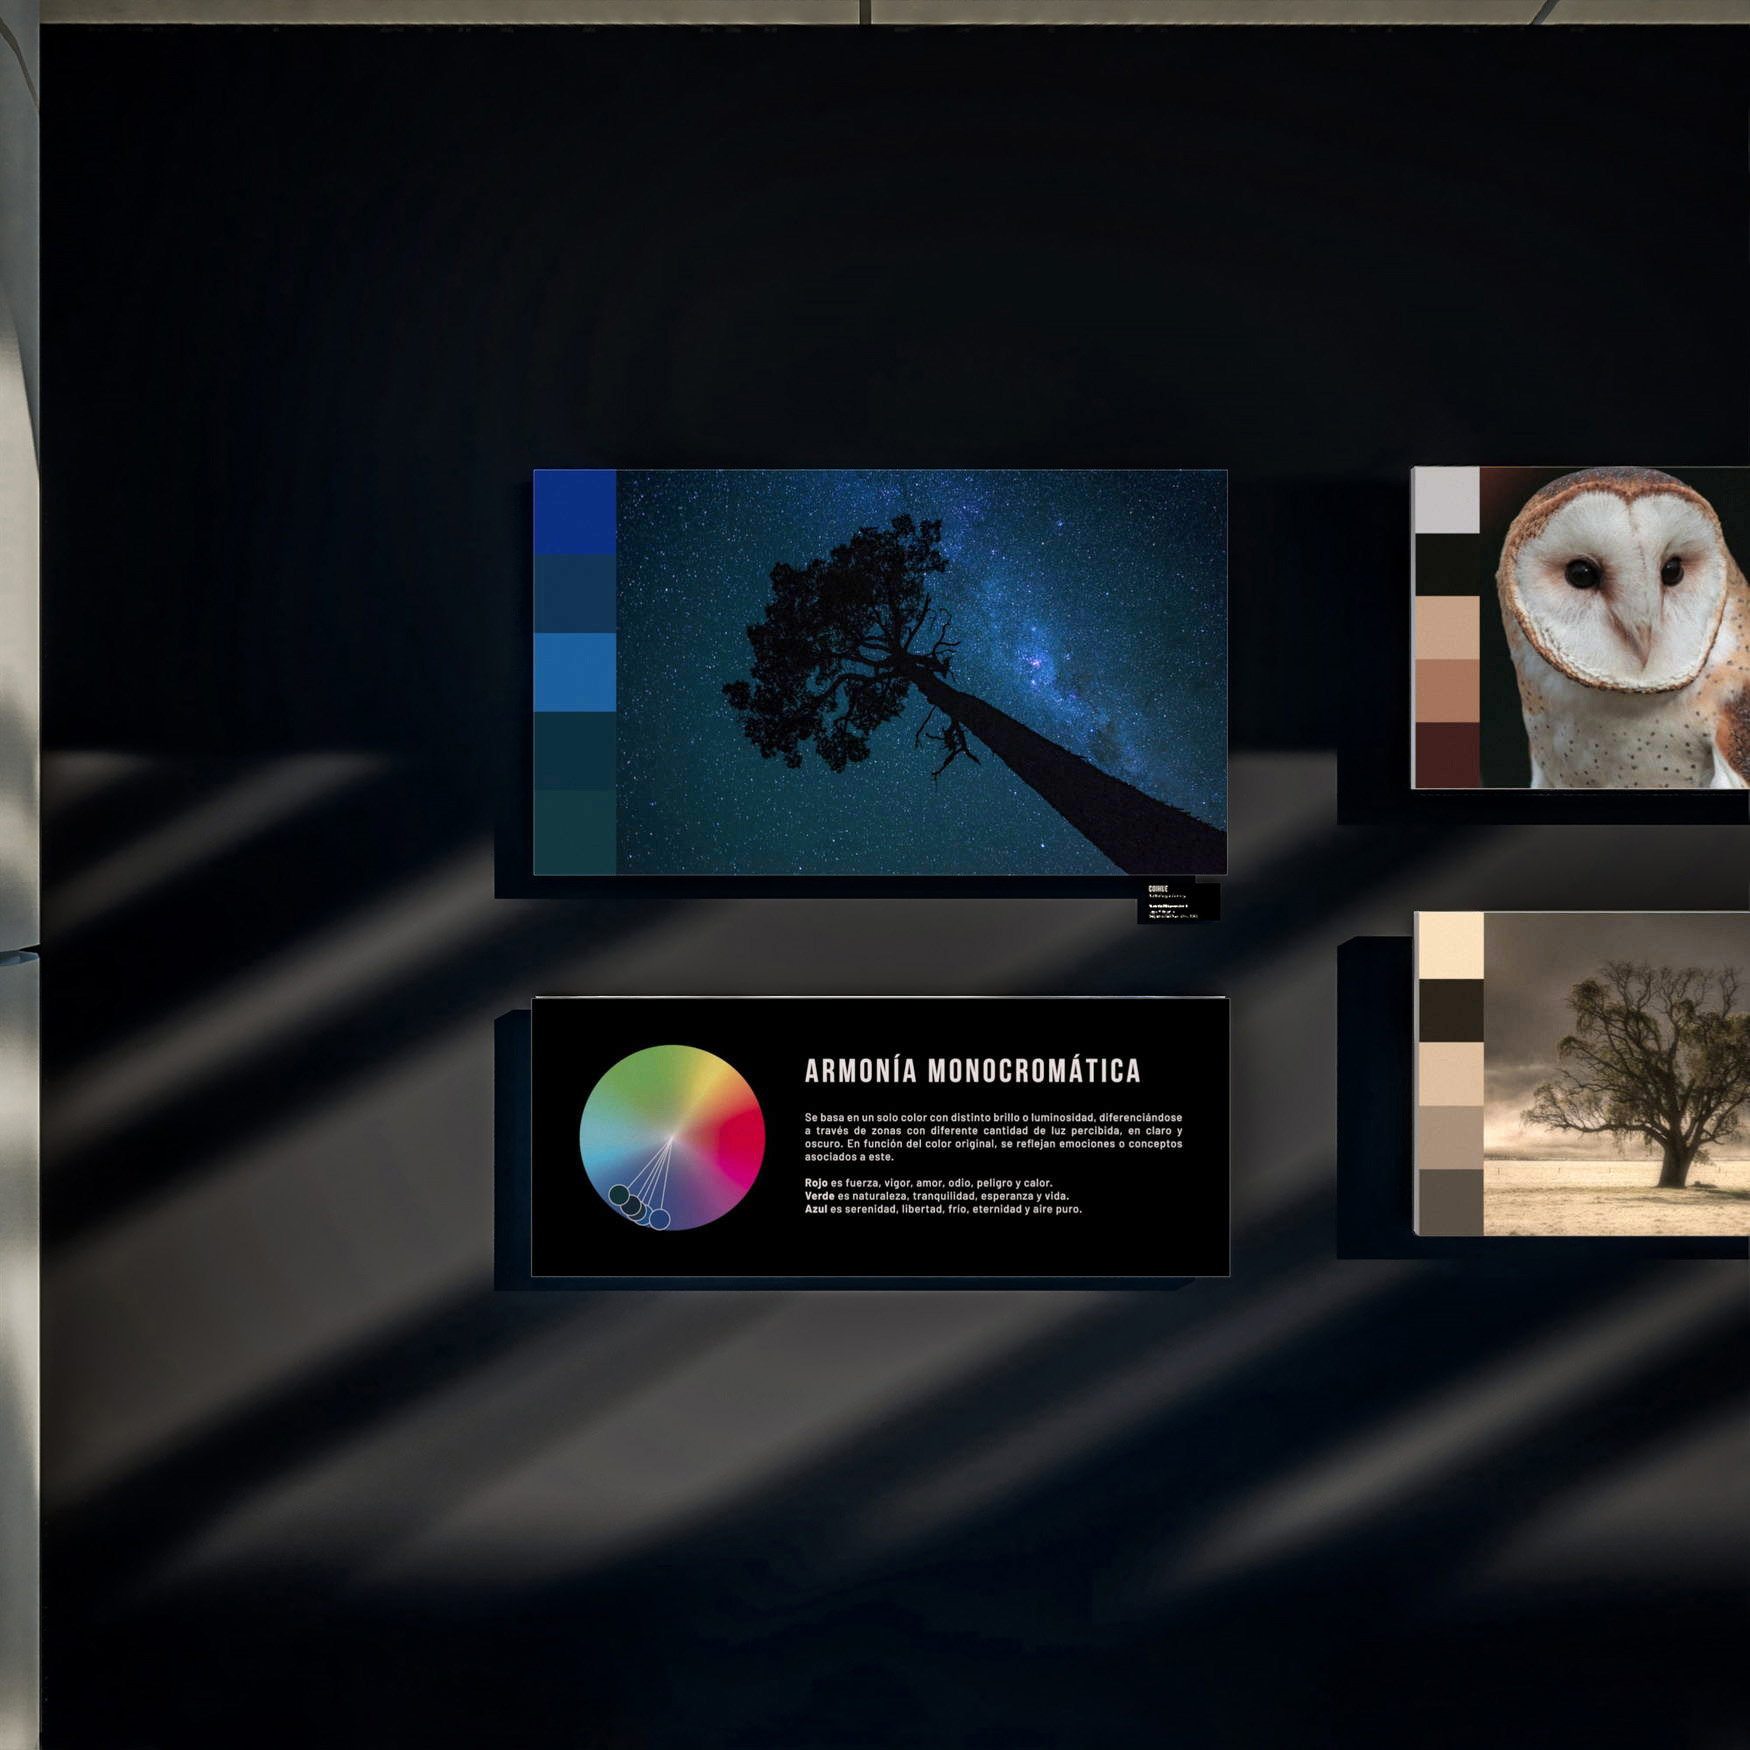 COIHUE
ARMONÍA MONOCROMÁTICA
Se basa en un solo color con distinto brillo o luminosidad, diferenciándose
a través de zonas con diferente cantidad de luz percibida, en claro y
oscuro. En función del color original, se reflejan emociones o conceptos
asociados a este.
Rojo es fuerza, vigor, amor, odio, peligro y calor.
Verde es naturaleza, tranquilidad, esperanza y vida.
Azul es serenidad, libertad, frío, eternidad y aire puro.